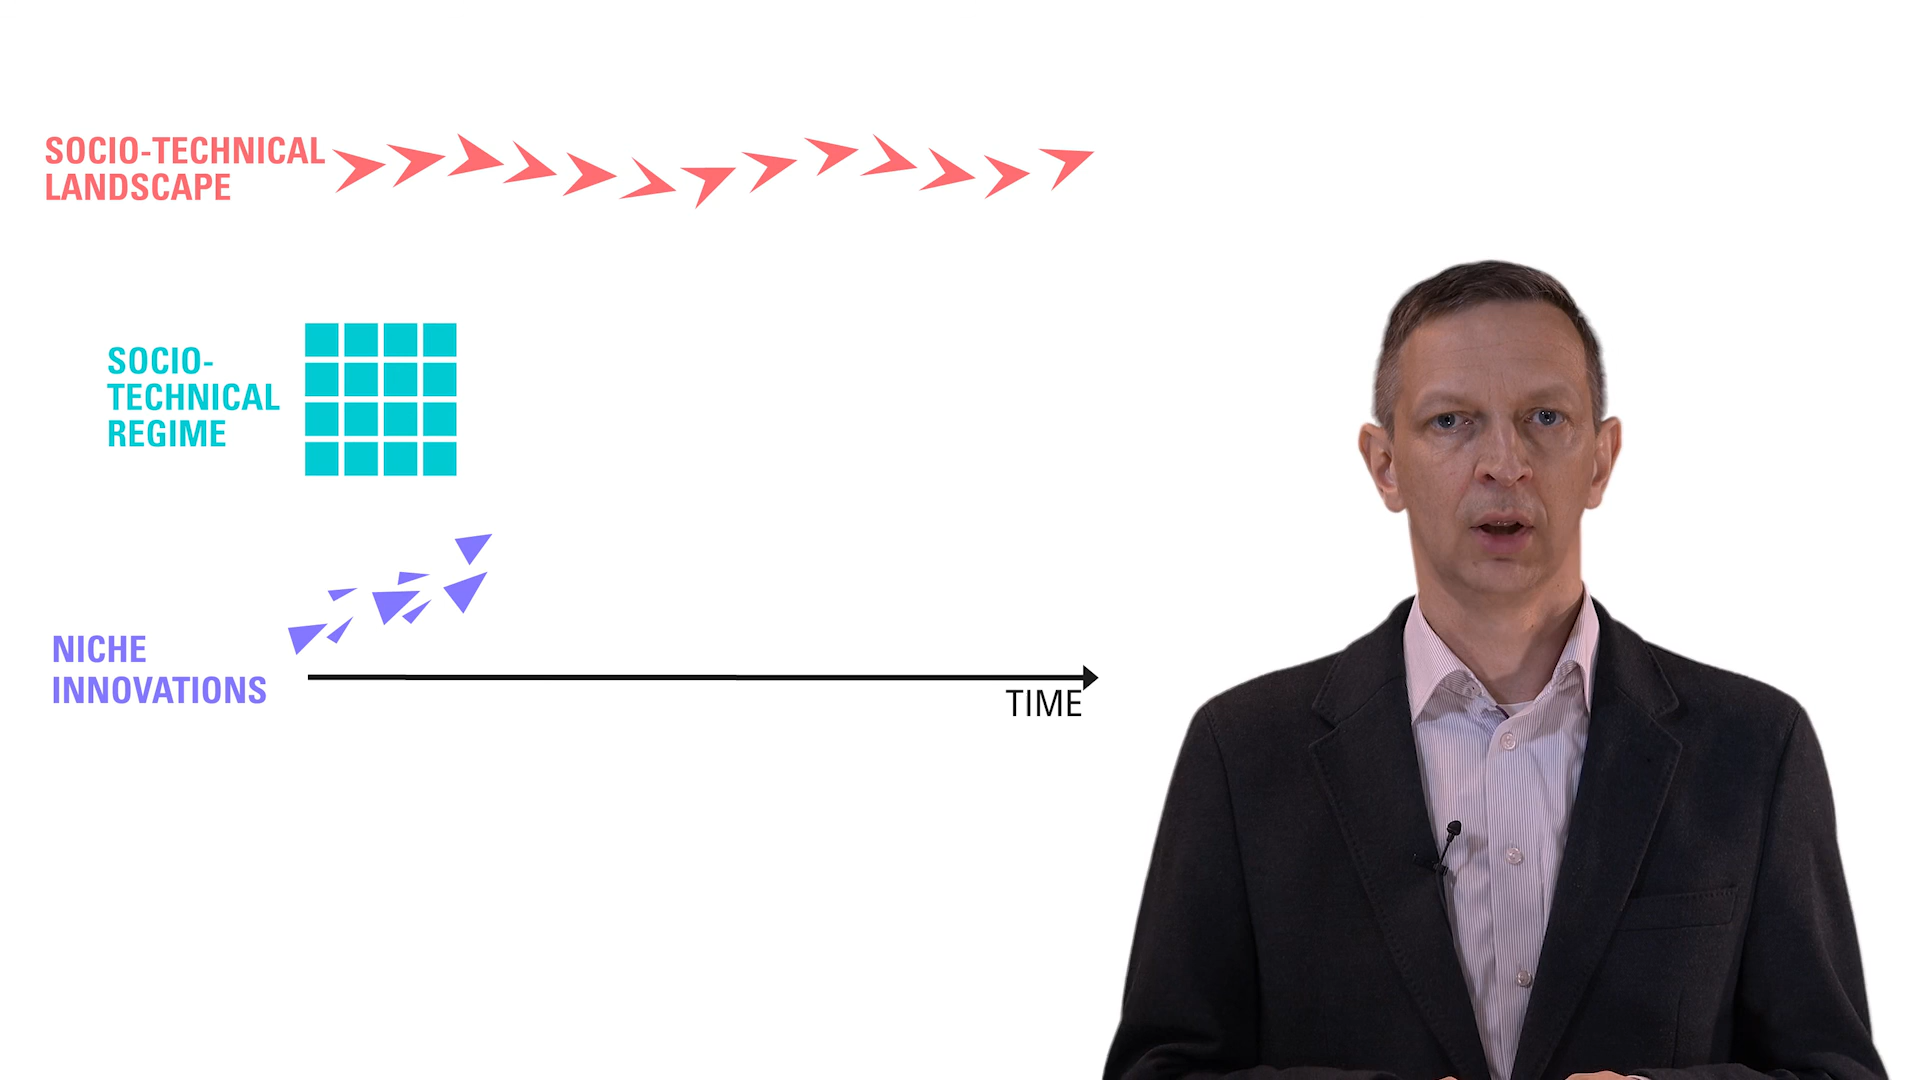 SOCIO-TECHNICAL
LANDSCAPE
SOCIO-
TECHNICAL
REGIME
NICHE
INNOVATIONS
TIME